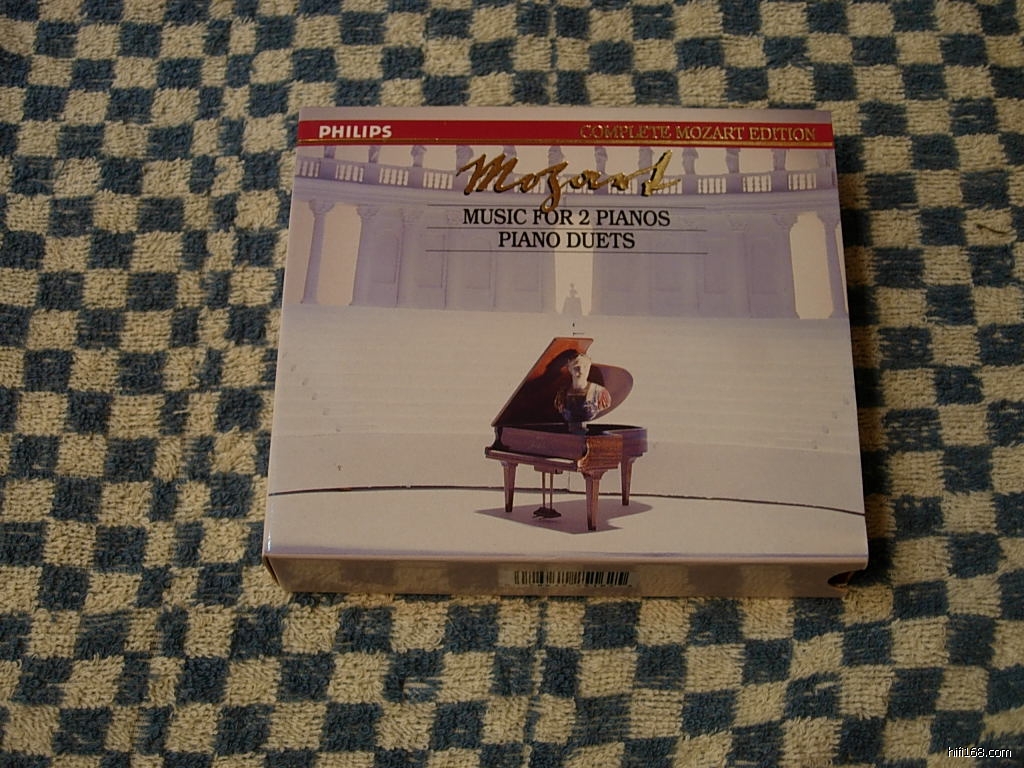 PHILIPS
COMPLETE MOZART EDITION
Mozart
MUSIC FOR 2 PIANOS
PIANO DUETS
hifi168.com